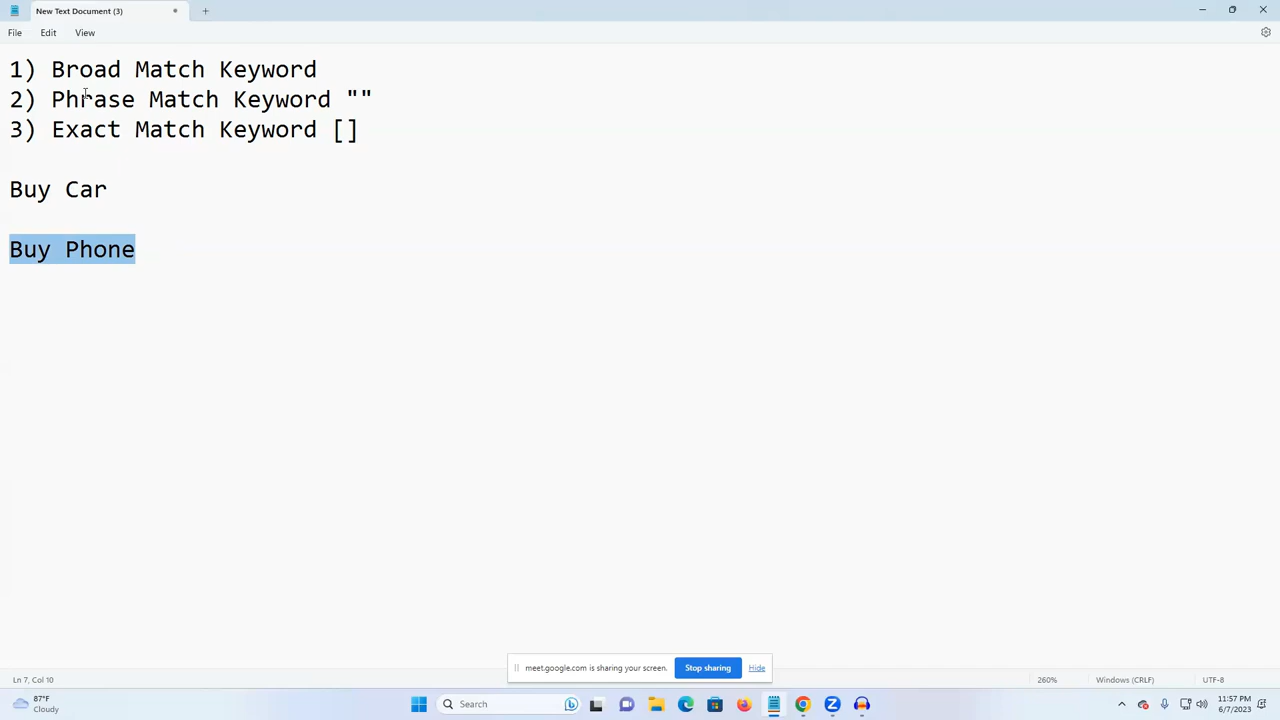 New Text Document (3)
File Edit View
1) Broad Match Keyword
2) Phrase Match Keyword ""
3) Exact Match Keyword []
Buy Car
Buy Phone
meet.google.com is sharing your screen. Stop sharing Hide
Ln 7, Col 10 260% Windows (CRLF) UTF-8
87°F
Cloudy
Search
11:57 PM
6/7/2023